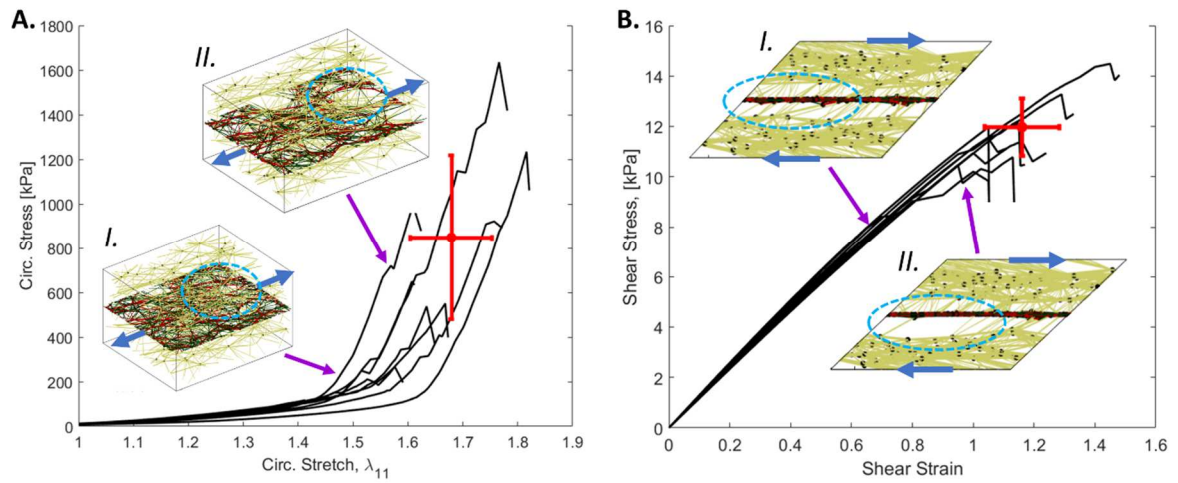 A.
1800
1600
1400
1200
1000
800
600
400
200
0
Circ. Stress [kPa]
II.
I.
1 1.1 1.2 1.3 1.4 1.5 1.6 1.7 1.8 1.9
Circ. Stretch, λ11
B.
16
14
12
10
8
6
4
2
0
Shear Stress, [kPa]
I.
II.
0 0.2 0.4 0.6 0.8 1 1.2 1.4 1.6
Shear Strain